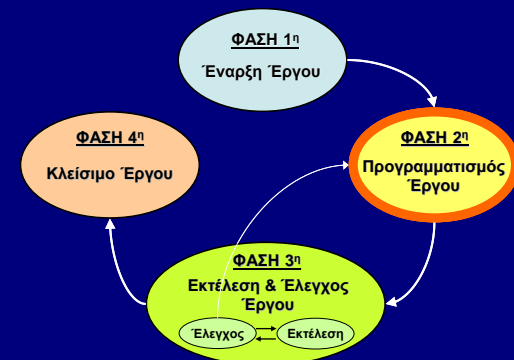 ΦΑΣΗ 1η
Έναρξη Έργου
ΦΑΣΗ 2η
Προγραμματισμός
Έργου
ΦΑΣΗ 3η
Εκτέλεση & Έλεγχος
Έργου
Έλεγχος
Εκτέλεση
ΦΑΣΗ 4η
Κλείσιμο Έργου